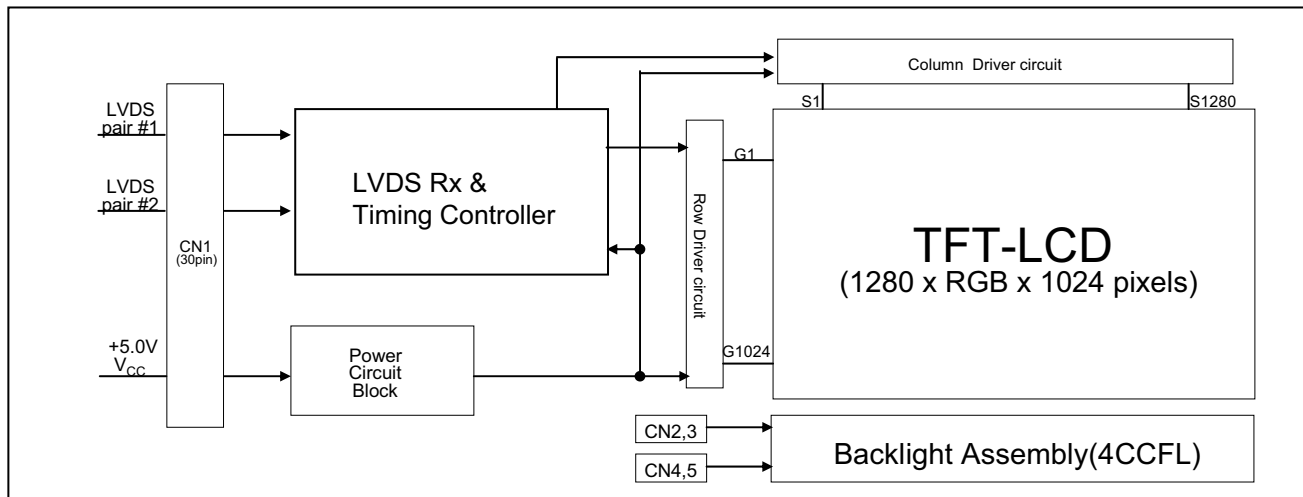 Column Driver circuit
S1
S1280
LVDS
pair #1
LVDS
pair #2
CN1
(30pin)
+5.0V
VCC
LVDS Rx &
Timing Controller
Power
Circuit
Block
Row Driver circuit
G1
G1024
TFT-LCD
(1280 x RGB x 1024 pixels)
CN2,3
CN4,5
Backlight Assembly(4CCFL)